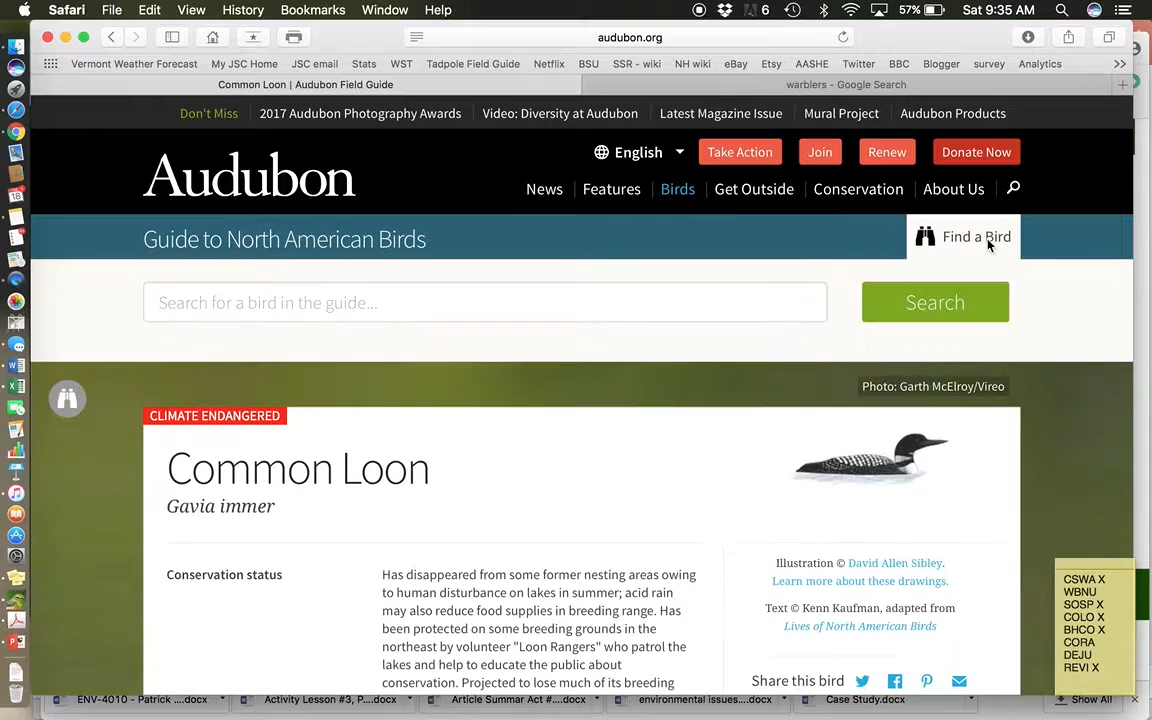 Safari File Edit View History Bookmarks Window Help 6 57% Sat 9:35 AM
audubon.org
Vermont Weather Forecast My JSC Home JSC email Stats WST Tadpole Field Guide Netflix BSU SSR - wiki NH wiki eBay Etsy AASHE Twitter BBC Blogger survey Analytics
Common Loon | Audubon Field Guide warblers - Google Search
Don't Miss 2017 Audubon Photography Awards Video: Diversity at Audubon Latest Magazine Issue Mural Project Audubon Products
English Take Action Join Renew Donate Now
Audubon
News Features Birds Get Outside Conservation About Us
Guide to North American Birds Find a Bird
Search for a bird in the guide... Search
Photo: Garth McElroy/Vireo
CLIMATE ENDANGERED
Common Loon
Gavia immer
Conservation status
Has disappeared from some former nesting areas owing
to human disturbance on lakes in summer; acid rain
may also reduce food supplies in breeding range. Has
been protected on some breeding grounds in the
northeast by volunteer "Loon Rangers" who patrol the
lakes and help to educate the public about
conservation. Projected to lose much of its breeding
Illustration © David Allen Sibley.
Learn more about these drawings.
Text © Kenn Kaufman, adapted from
Lives of North American Birds
Share this bird
CSWA X
WBNU
SOSP X
COLO X
BHCO X
CORA
DEJU
REVI X
ENV-4010 - Patrick ....docx Activity Lesson #3, P....docx Article Summar Act #...docx environmental issues....docx Case Study.docx Show All